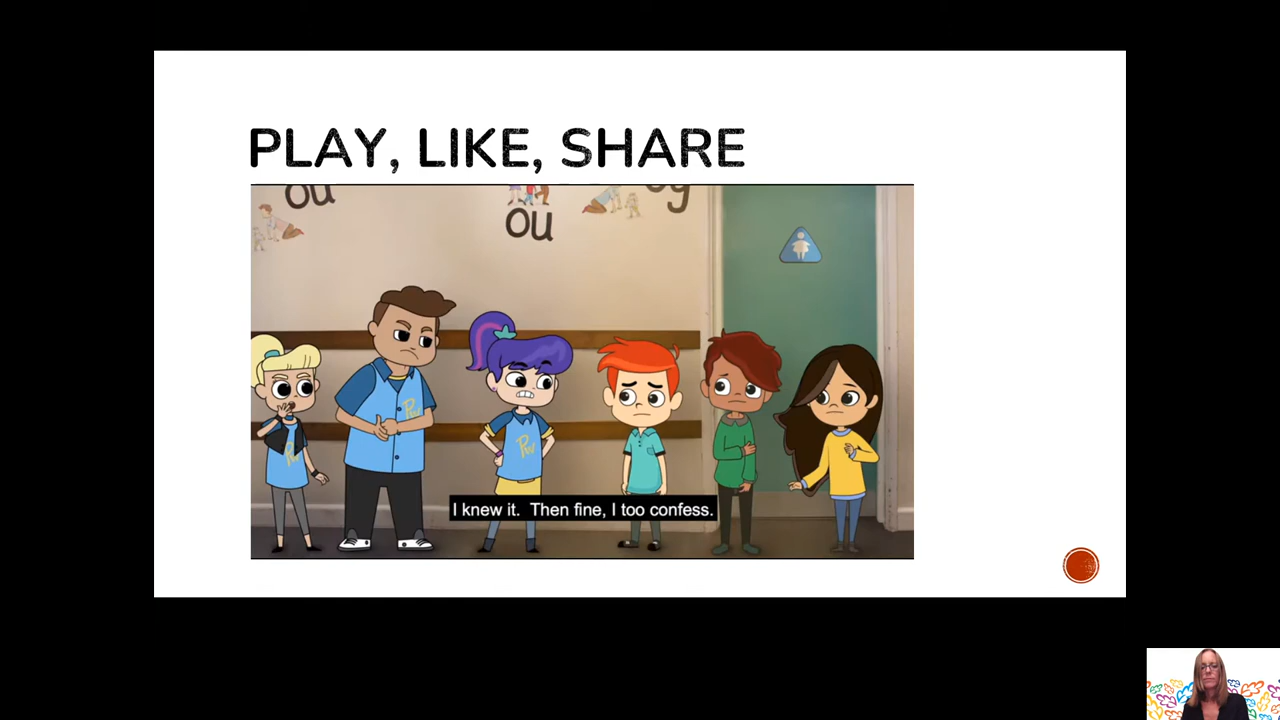 PLAY, LIKE, SHARE
ou
ou
I knew it. Then fine, I too confess.